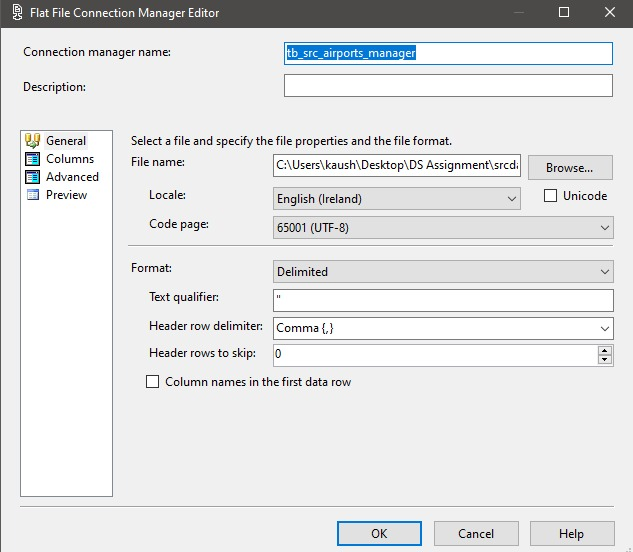 Flat File Connection Manager Editor
Connection manager name: tb_src_airports_manager
Description:
General
Columns
Advanced
Preview
Select a file and specify the file properties and the file format.
File name: C:\Users\kaush\Desktop\DS Assignment\srcda Browse...
Locale: English (Ireland) Unicode
Code page: 65001 (UTF-8)
Format: Delimited
Text qualifier: "
Header row delimiter: Comma {,}
Header rows to skip: 0
Column names in the first data row
OK Cancel Help